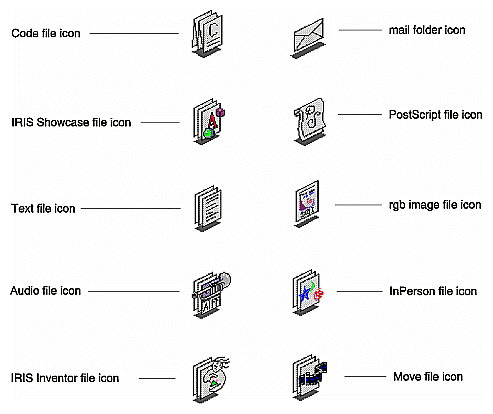 Code file icon
mail folder icon
IRIS Showcase file icon
PostScript file icon
Text file icon
rgb image file icon
Audio file icon
InPerson file icon
IRIS Inventor file icon
Move file icon
C